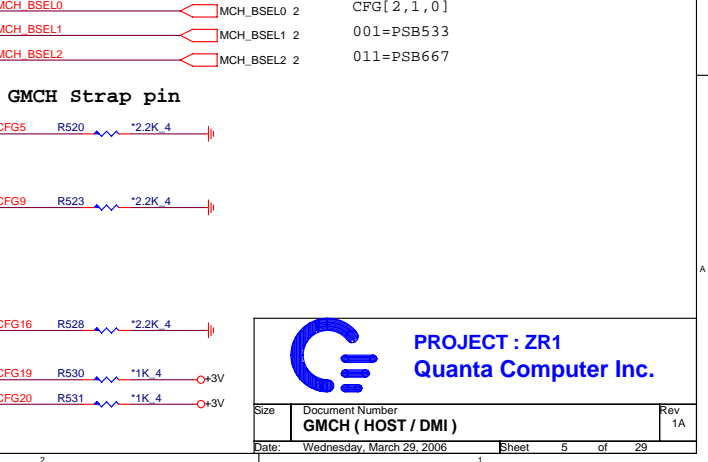 MCH_BSEL0 MCH_BSEL0 2 CFG[2,1,0]
MCH_BSEL1 MCH_BSEL1 2 001=PSB533
MCH_BSEL2 MCH_BSEL2 2 011=PSB667
GMCH Strap pin
CFG5 R520 *2.2K_4
CFG9 R523 *2.2K_4
A
CFG16 R528 *2.2K_4
CFG19 R530 *1K_4 +3V
CFG20 R531 *1K_4 +3V
PROJECT : ZR1
Quanta Computer Inc.
Size Document Number Rev
GMCH ( HOST / DMI ) 1A
Date: Wednesday, March 29, 2006 Sheet 5 of 29
2 1